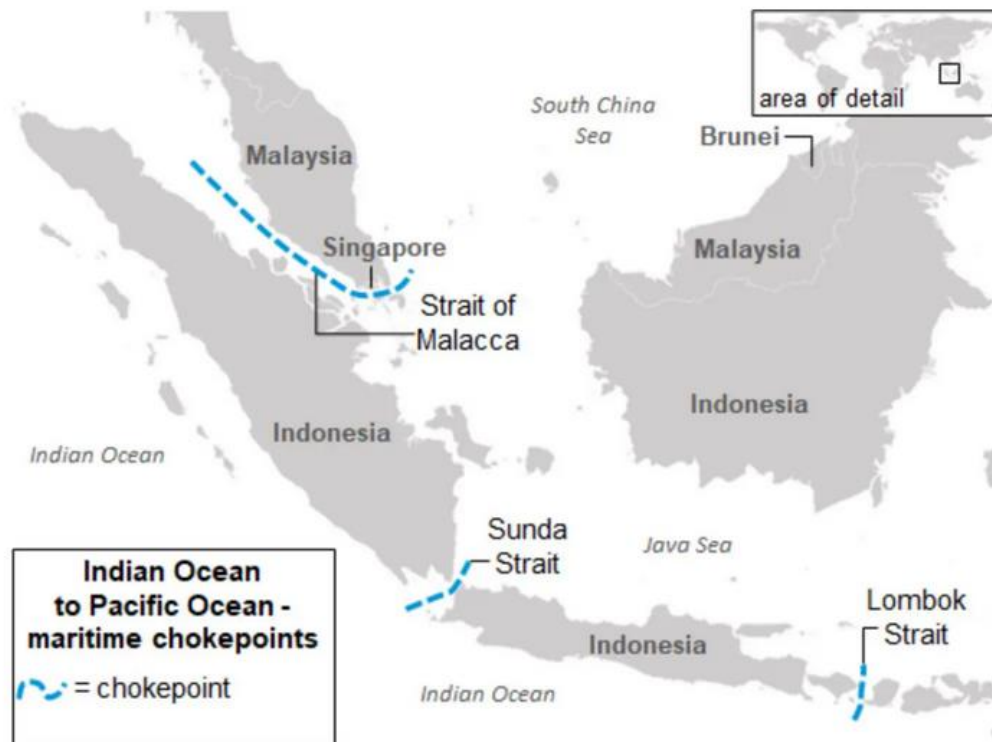 area of detail
South China
Sea
Brunei
Malaysia
Malaysia
Singapore
Strait of
Malacca
Indonesia
Indonesia
Indian Ocean
Sunda
Strait
Java Sea
Lombok
Strait
Indonesia
Indian Ocean
Indian Ocean
to Pacific Ocean -
maritime chokepoints
= chokepoint